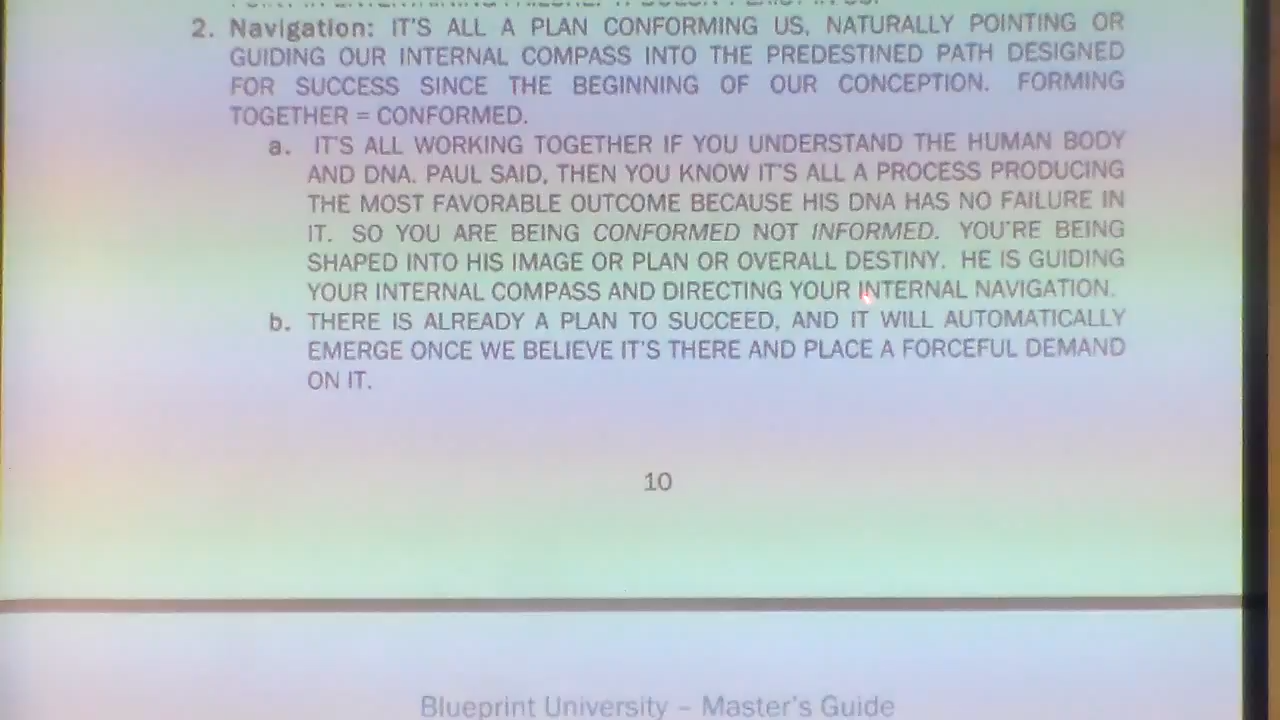 2. Navigation: IT'S ALL A PLAN CONFORMING US, NATURALLY POINTING OR
GUIDING OUR INTERNAL COMPASS INTO THE PREDESTINED PATH DESIGNED
FOR SUCCESS SINCE THE BEGINNING OF OUR CONCEPTION. FORMING
TOGETHER = CONFORMED.
a. IT'S ALL WORKING TOGETHER IF YOU UNDERSTAND THE HUMAN BODY
AND DNA. PAUL SAID, THEN YOU KNOW IT'S ALL A PROCESS PRODUCING
THE MOST FAVORABLE OUTCOME BECAUSE HIS DNA HAS NO FAILURE IN
IT. SO YOU ARE BEING CONFORMED NOT INFORMED. YOU'RE BEING
SHAPED INTO HIS IMAGE OR PLAN OR OVERALL DESTINY. HE IS GUIDING
YOUR INTERNAL COMPASS AND DIRECTING YOUR INTERNAL NAVIGATION.
b. THERE IS ALREADY A PLAN TO SUCCEED, AND IT WILL AUTOMATICALLY
EMERGE ONCE WE BELIEVE IT'S THERE AND PLACE A FORCEFUL DEMAND
ON IT.
10
Blueprint University – Master's Guide